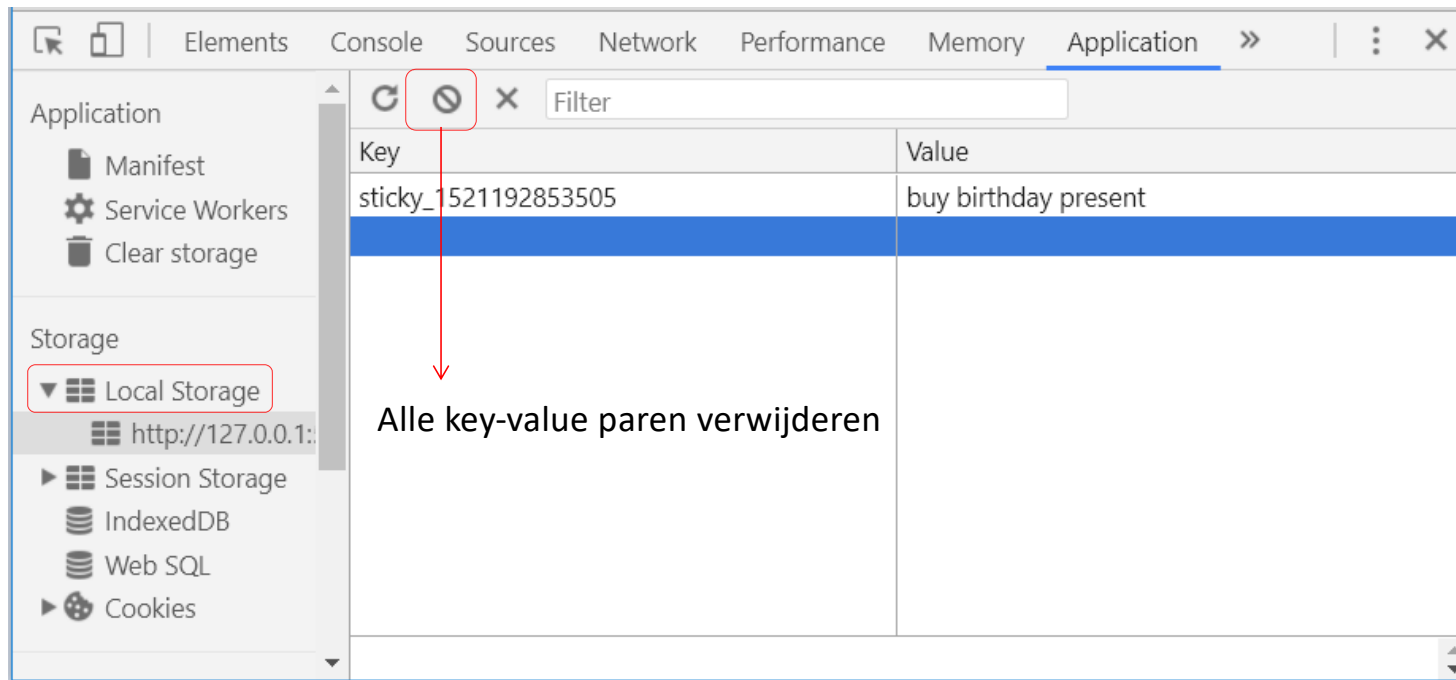 Elements Console Sources Network Performance Memory Application »
Application
Manifest
Service Workers
Clear storage
Storage
Local Storage
http://127.0.0.1:
Session Storage
IndexedDB
Web SQL
Cookies
Filter
Key Value
sticky_1521192853505 buy birthday present
Alle key-value paren verwijderen